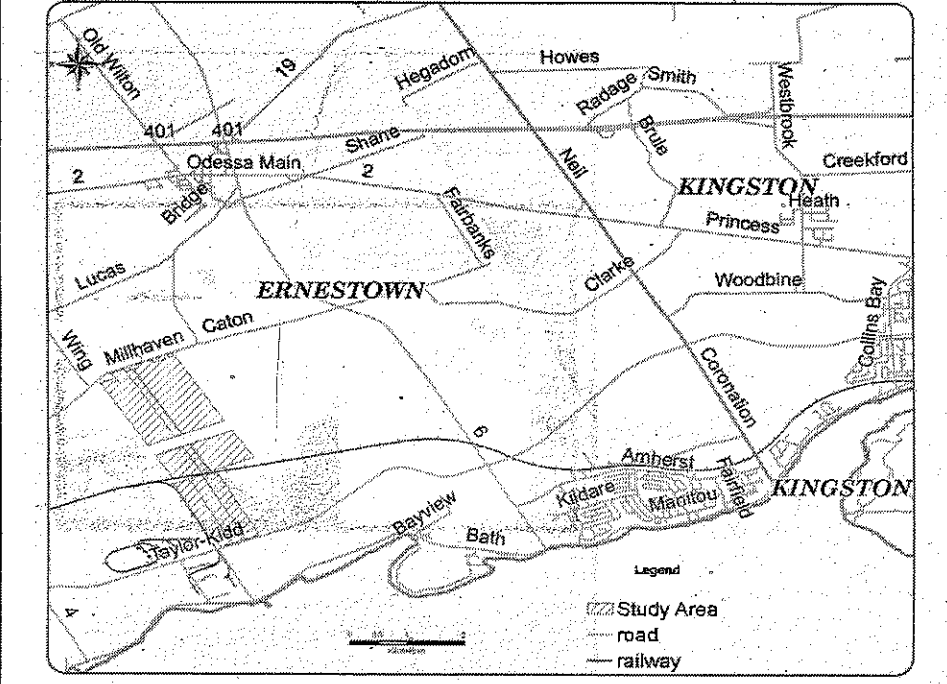 Old Wilton
19
Hegadorn
Howes
Radage
Smith
Westbrook
401
401
Shane
Brule
Neil
Creekford
2
Odessa Main
2
KINGSTON
Heath
Bridge
Fairbanks
Princess
Lucas
Clarke
Woodbine
ERNESTOWN
Collins Bay
Wing
Millhaven
Caton
Coronation
6
Amherst
Fairfield
Kildare
Manitou
KINGSTON
Bayview
Taylor-Kidd
Bath
Legend
4
Study Area
road
railway